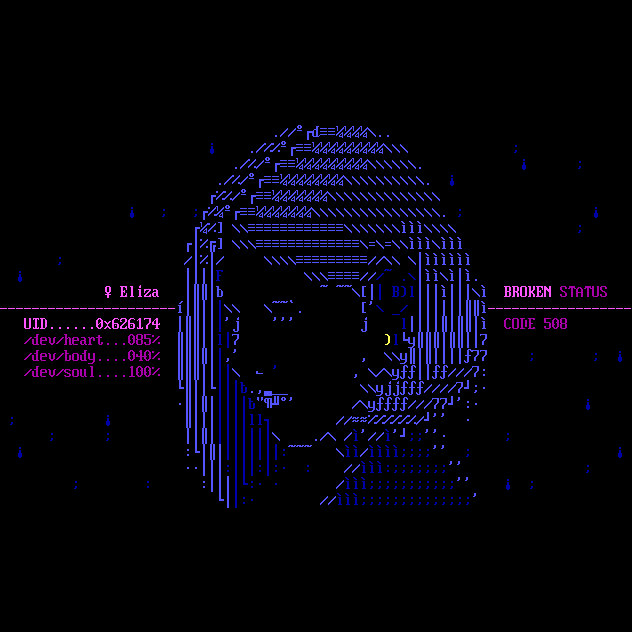 ♀ Eliza
UID......0x626174
/dev/heart...085%
/dev/body....040%
/dev/soul....100%
BROKEN STATUS
CODE 508